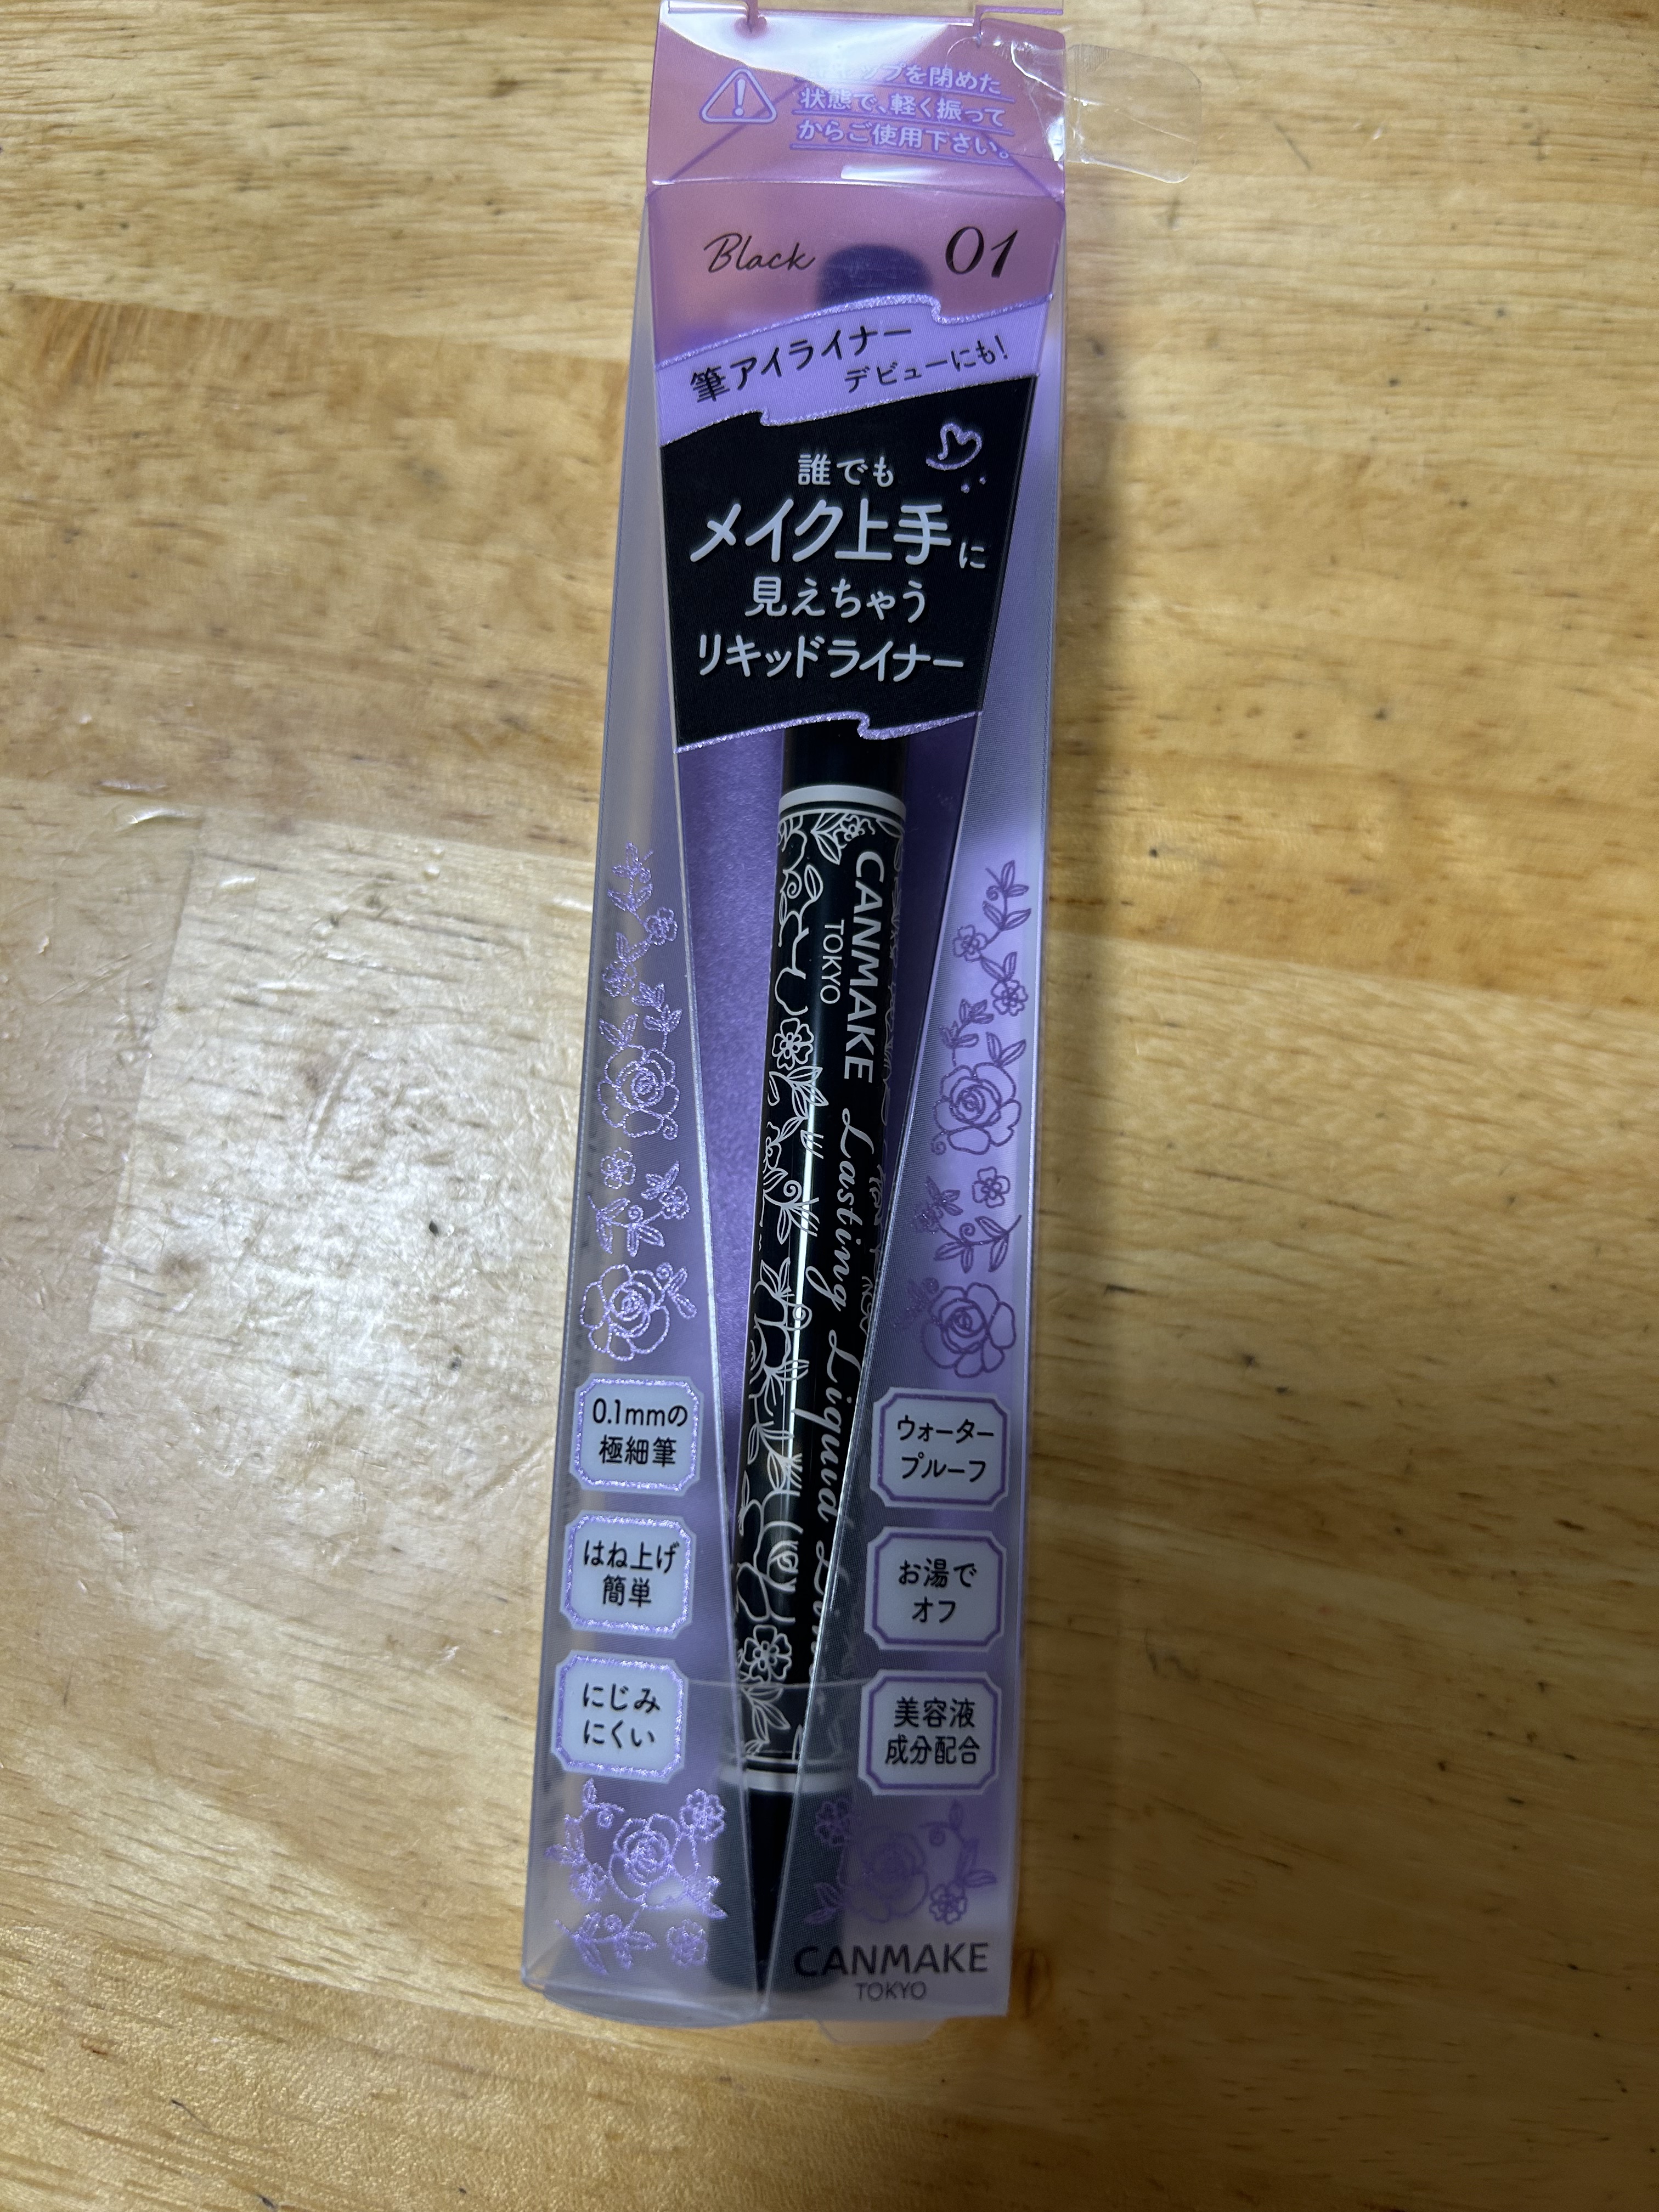 キャップを閉めた
状態で、軽く振って
からご使用下さい。
Black 01
筆アイライナー
デビューにも!
誰でも
メイク上手に
見えちゃう
リキッドライナー
CANMAKE Lasting Liquid
TOKYO
0.1mmの
極細筆
はね上げ
簡単
にじみ
にくい
ウォーター
プルーフ
お湯で
オフ
美容液
成分配合
CANMAKE
TOKYO